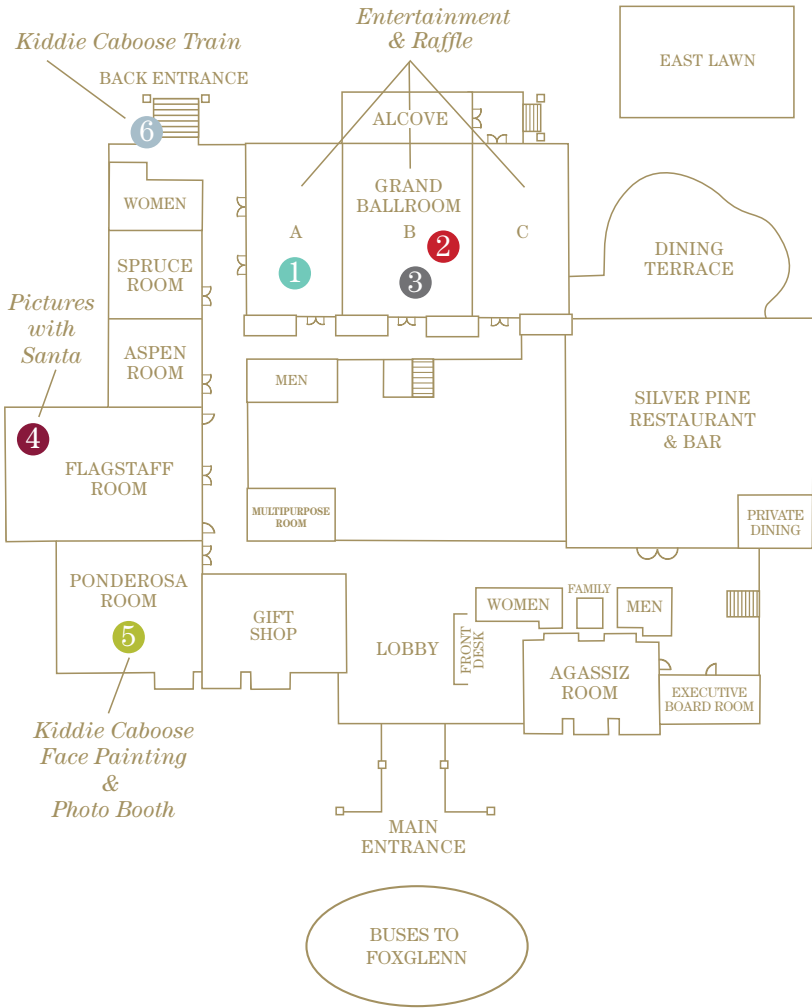 Kiddie Caboose Train
Entertainment
& Raffle
BACK ENTRANCE
6
EAST LAWN
ALCOVE
WOMEN
GRAND
BALLROOM
A
B
C
1
2
3
SPRUCE
ROOM
DINING
TERRACE
Pictures
with
Santa
ASPEN
ROOM
MEN
SILVER PINE
RESTAURANT
& BAR
4
FLAGSTAFF
ROOM
MULTIPURPOSE
ROOM
PRIVATE
DINING
PONDEROSA
ROOM
5
GIFT
SHOP
LOBBY
FRONT
DESK
WOMEN
FAMILY
MEN
AGASSIZ
ROOM
EXECUTIVE
BOARD ROOM
Kiddie Caboose
Face Painting
&
Photo Booth
MAIN
ENTRANCE
BUSES TO
FOXGLENN